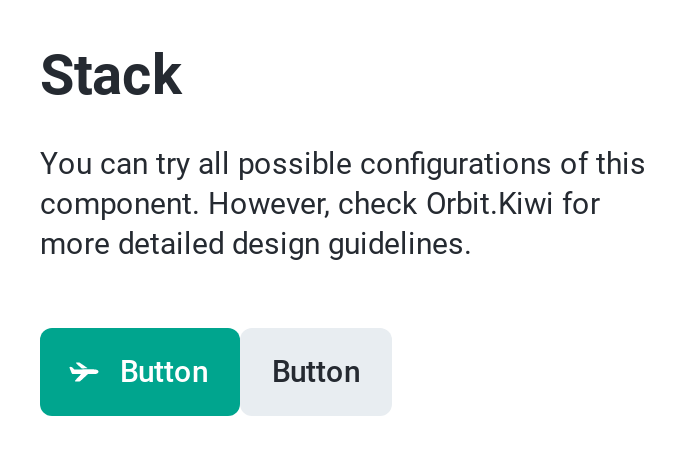 Stack
You can try all possible configurations of this
component. However, check Orbit.Kiwi for
more detailed design guidelines.
Button
Button